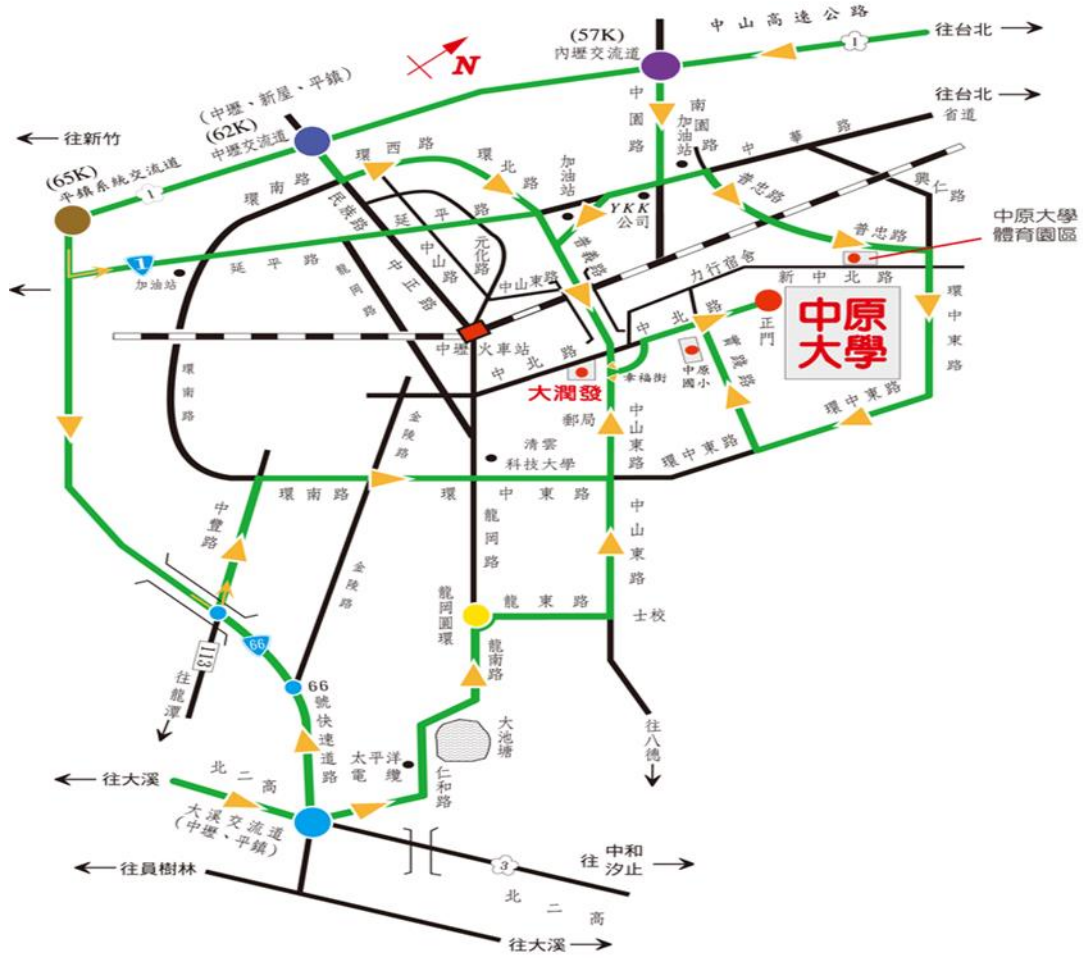 中山高速公路
1
往台北
(57K)
內壢交流道
N
往台北
省道
(中壢、新屋、平鎮)
(62K)
中壢交流道
往新竹
(65K)
平鎮系統交流道
1
環西路
環北路
加油站
中園路
南園路
加油站
中華路
興仁路
普忠路
普忠路
中原大學
體育園區
環南路
民族路
延平路
YKK
公司
普義路
1
延平路
加油站
龍岡路
中山路
中正路
元化路
中山東路
力行宿舍
新中北路
中壢火車站
中北路
中北路
正門
中原
大學
環中東路
實踐路
中原
國小
大潤發
幸福街
郵局
中山東路
環中東路
環中東路
環南路
金陵路
清雲
科技大學
環南路
環中東路
中豐路
金陵路
龍岡路
中山東路
龍岡圓環
龍東路
士校
66
113
往龍潭
66
號快速道路
龍南路
大池塘
往八德
太平洋
電纜
仁和路
往大溪
北二高
大溪交流道
(中壢、平鎮)
往員樹林
3
往
中和
汐止
北二高
往大溪